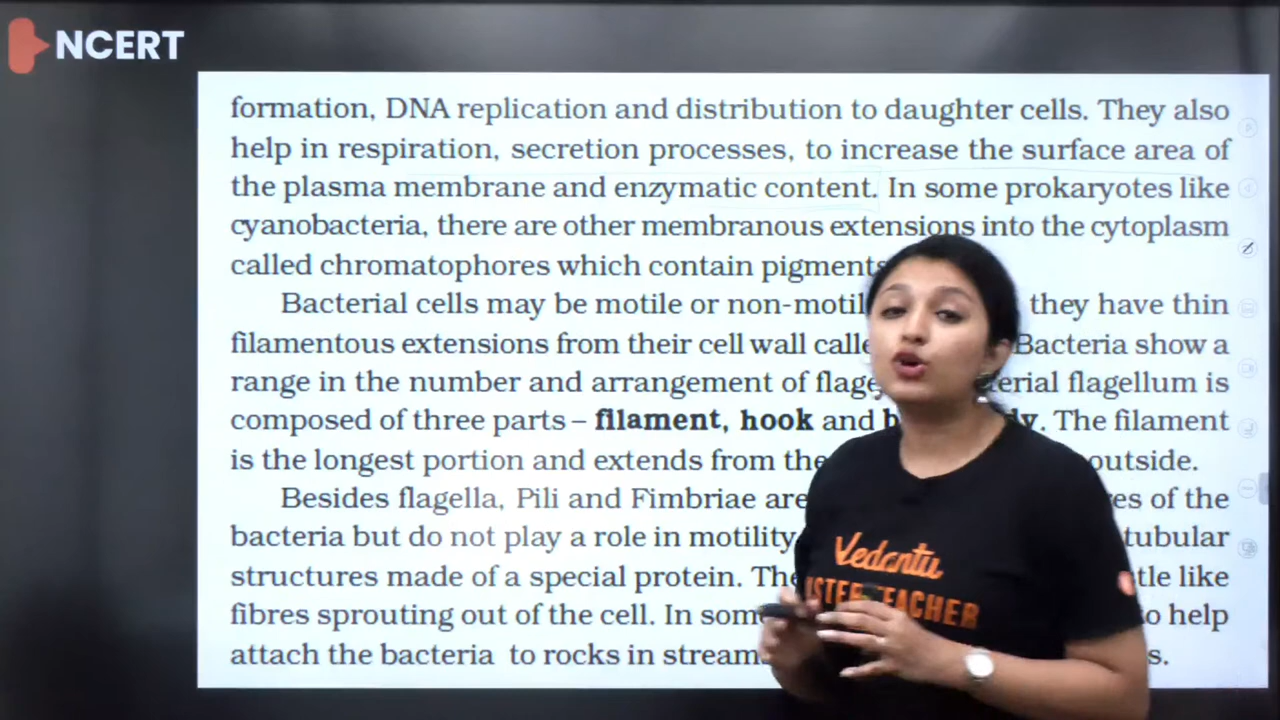 NCERT
formation, DNA replication and distribution to daughter cells. They also
help in respiration, secretion processes, to increase the surface area of
the plasma membrane and enzymatic content. In some prokaryotes like
cyanobacteria, there are other membranous extensions into the cytoplasm
called chromatophores which contain pigments
Bacterial cells may be motile or non-motil they have thin
filamentous extensions from their cell wall calle Bacteria show a
range in the number and arrangement of flage erial flagellum is
composed of three parts – filament, hook and b dy. The filament
is the longest portion and extends from the outside.
Besides flagella, Pili and Fimbriae are es of the
bacteria but do not play a role in motility tubular
structures made of a special protein. The tle like
fibres sprouting out of the cell. In som to help
attach the bacteria to rocks in stream s.
Vedantu
STER TEACHER